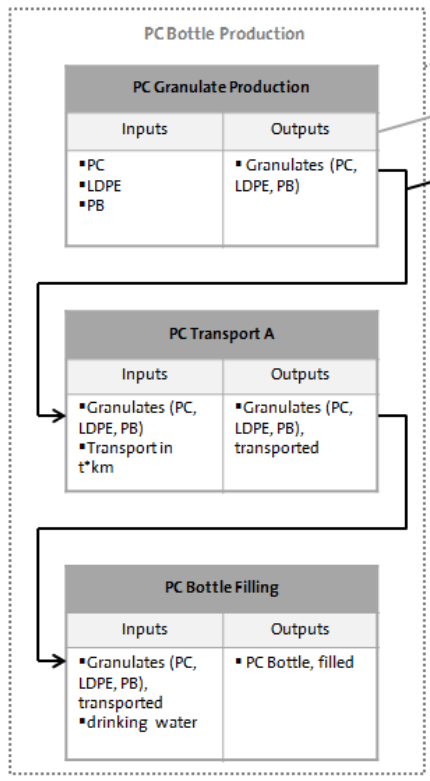 PC Bottle Production
PC Granulate Production
Inputs
Outputs
▪PC
▪LDPE
▪PB
▪ Granulates (PC,
LDPE, PB)
PC Transport A
Inputs
Outputs
▪Granulates (PC,
LDPE, PB)
▪Transport in
t*km
▪Granulates (PC,
LDPE, PB),
transported
PC Bottle Filling
Inputs
Outputs
▪Granulates (PC,
LDPE, PB),
transported
▪drinking water
▪ PC Bottle, filled